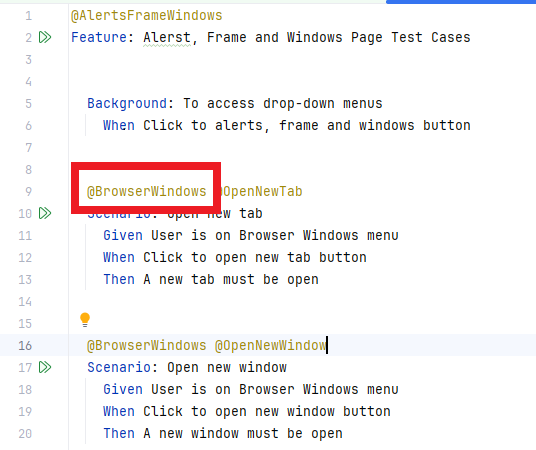 1 @AlertsFrameWindows
2 Feature: Alerst, Frame and Windows Page Test Cases
3
4
5 Background: To access drop-down menus
6 When Click to alerts, frame and windows button
7
8
9 @BrowserWindows @OpenNewTab
10 Scenario: Open new tab
11 Given User is on Browser Windows menu
12 When Click to open new tab button
13 Then A new tab must be open
14
15
16 @BrowserWindows @OpenNewWindow
17 Scenario: Open new window
18 Given User is on Browser Windows menu
19 When Click to open new window button
20 Then A new window must be open